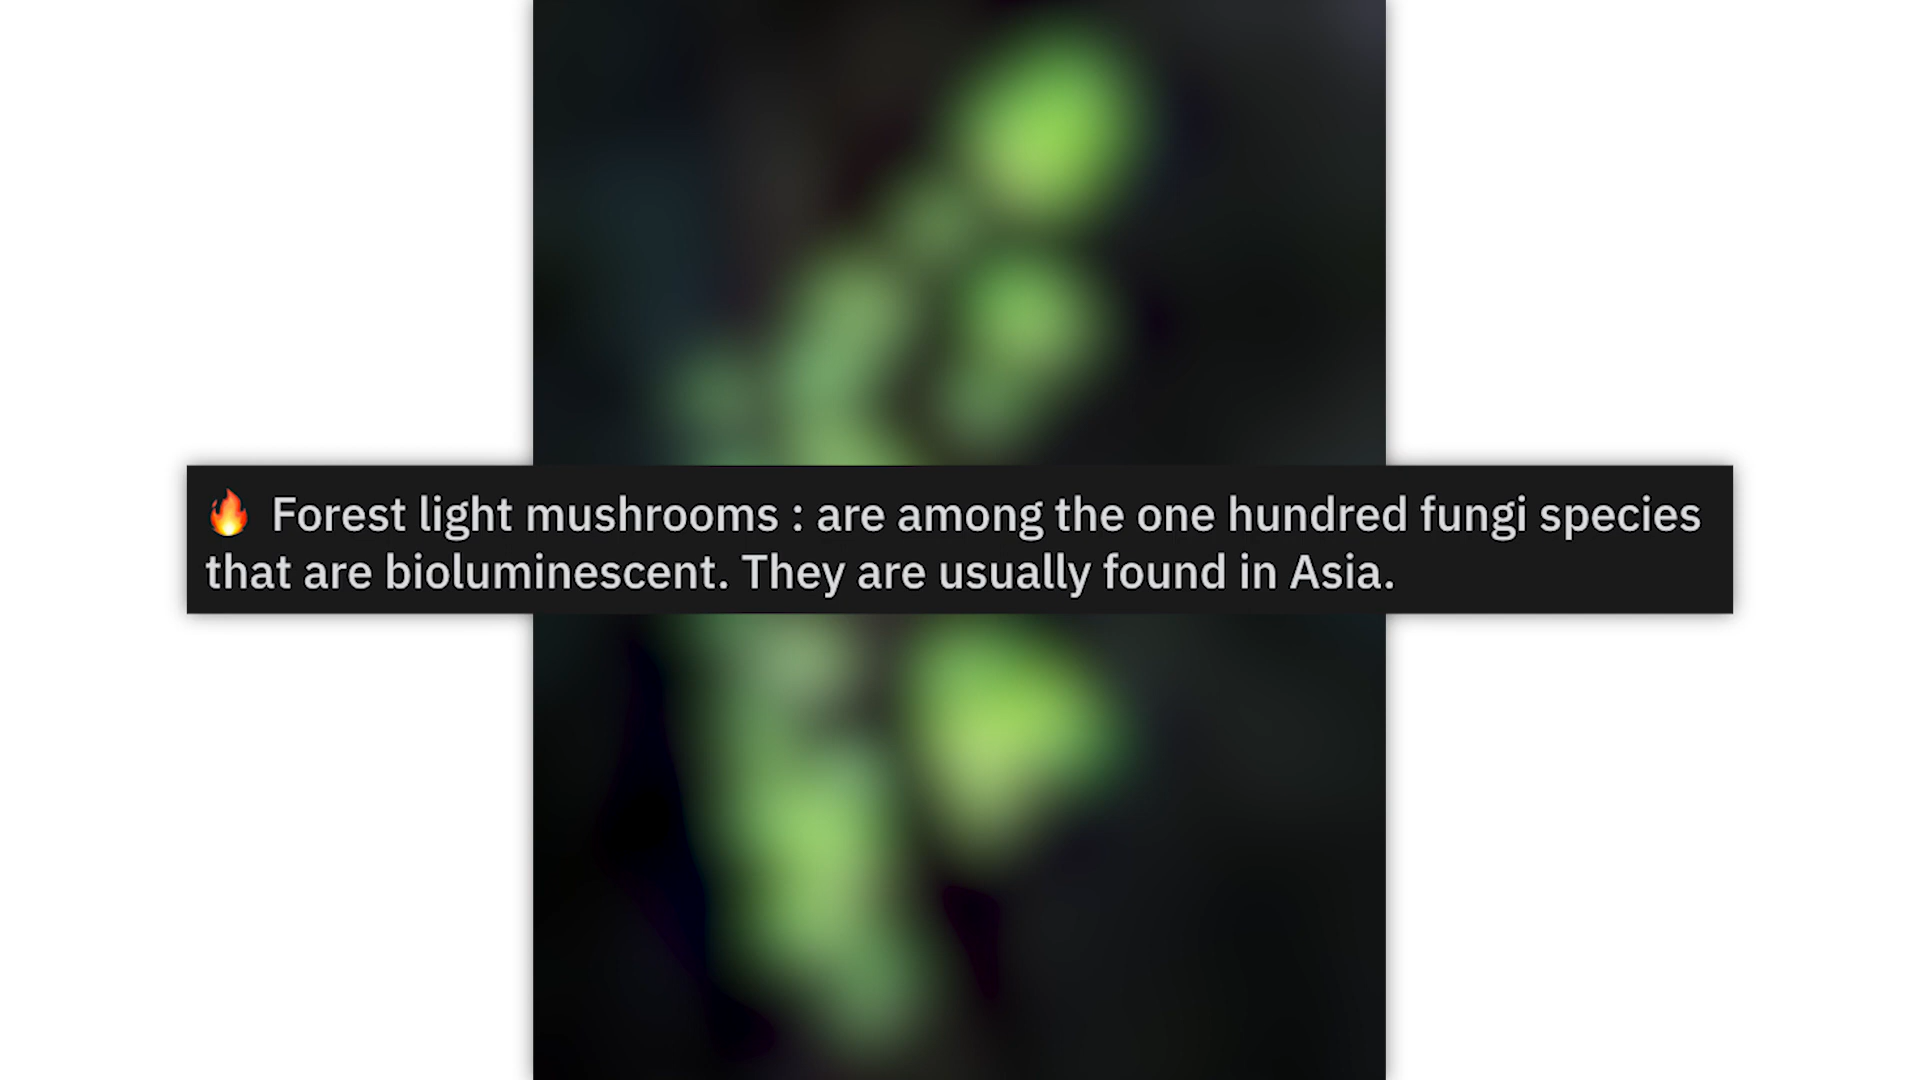 🔥 Forest light mushrooms : are among the one hundred fungi species
that are bioluminescent. They are usually found in Asia.